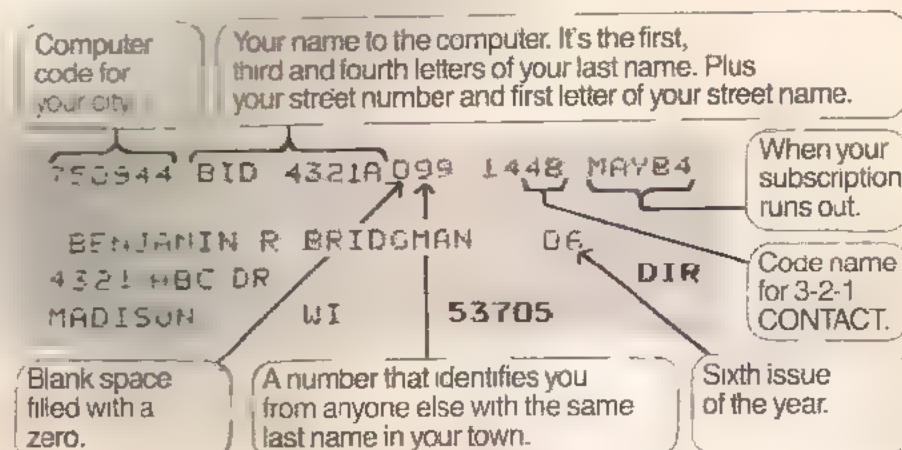 Computer
code for
your city
Your name to the computer. It's the first,
third and fourth letters of your last name. Plus
your street number and first letter of your street name.
750944 BID 4321A 099 1448 MAY84
When your
subscription
runs out.
BENJAMIN R BRIDGMAN 06
4321 ABC DR DIR
MADISON WI 53705
Code name
for 3-2-1
CONTACT.
Blank space
filled with a
zero.
A number that identifies you
from anyone else with the same
last name in your town.
Sixth issue
of the year.